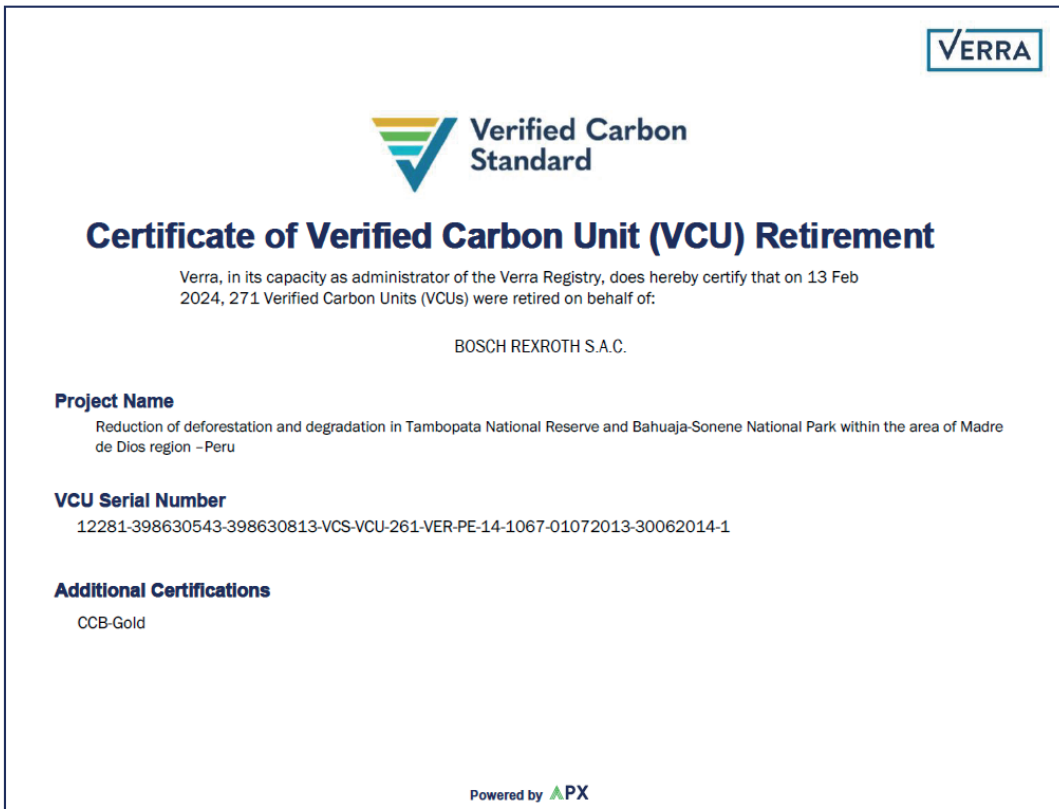 VERRA
Verified Carbon
Standard
Certificate of Verified Carbon Unit (VCU) Retirement
Verra, in its capacity as administrator of the Verra Registry, does hereby certify that on 13 Feb
2024, 271 Verified Carbon Units (VCUs) were retired on behalf of:
BOSCH REXROTH S.A.C.
Project Name
Reduction of deforestation and degradation in Tambopata National Reserve and Bahuaja-Sonene National Park within the area of Madre
de Dios region –Peru
VCU Serial Number
12281-398630543-398630813-VCS-VCU-261-VER-PE-14-1067-01072013-30062014-1
Additional Certifications
CCB-Gold
Powered by APX